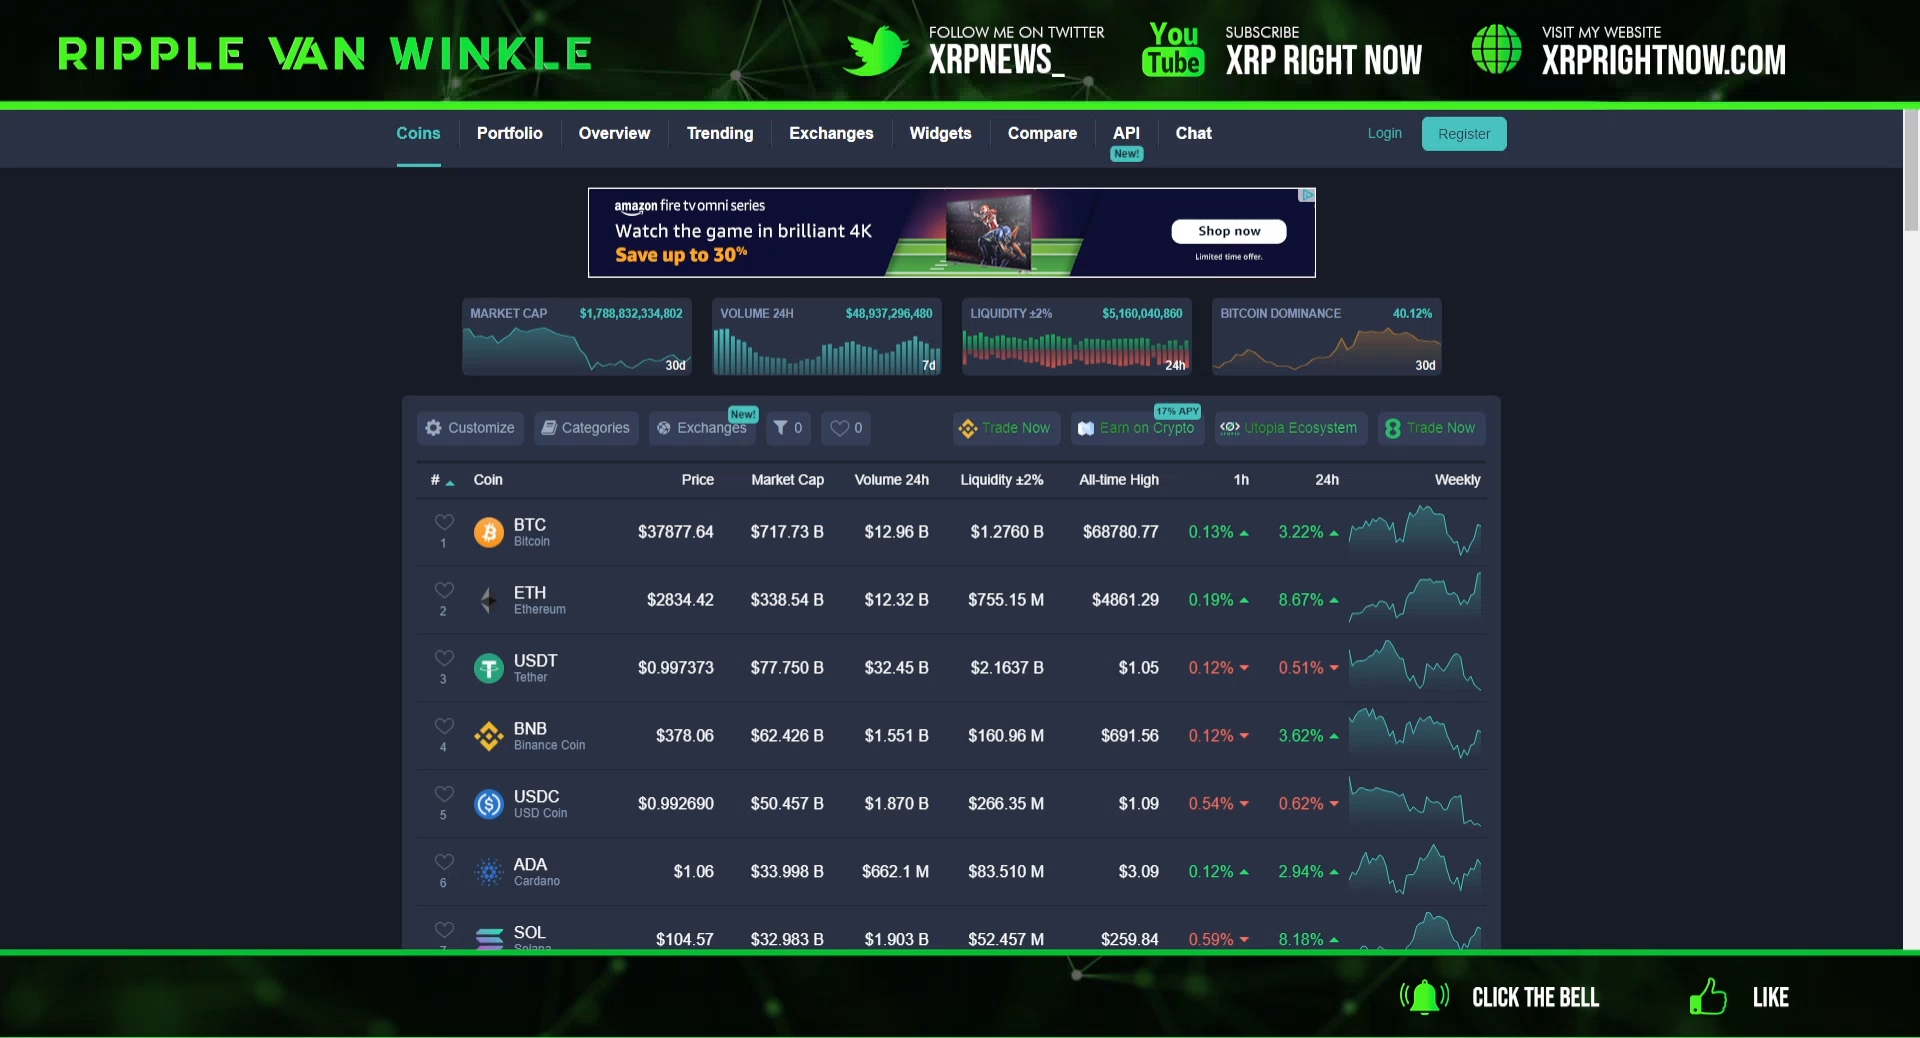 RIPPLE VAN WINKLE
FOLLOW ME ON TWITTER
XRPNEWS_
You
Tube
SUBSCRIBE
XRP RIGHT NOW
VISIT MY WEBSITE
XRPRIGHTNOW.COM
Coins Portfolio Overview Trending Exchanges Widgets Compare API Chat Login Register
New!
amazon fire tv omni series
Watch the game in brilliant 4K
Save up to 30%
Shop now
Limited time offer.
MARKET CAP $1,788,832,334,802
30d
VOLUME 24H $48,937,296,480
7d
LIQUIDITY ±2% $5,160,040,860
24h
BITCOIN DOMINANCE 40.12%
30d
New!
17% APY
Customize Categories Exchanges 0 0 Trade Now Earn on Crypto UTOPIA Utopia Ecosystem Trade Now
# Coin Price Market Cap Volume 24h Liquidity ±2% All-time High 1h 24h Weekly
1 BTC Bitcoin $37877.64 $717.73 B $12.96 B $1.2760 B $68780.77 0.13% 3.22%
2 ETH Ethereum $2834.42 $338.54 B $12.32 B $755.15 M $4861.29 0.19% 8.67%
3 USDT Tether $0.997373 $77.750 B $32.45 B $2.1637 B $1.05 0.12% 0.51%
4 BNB Binance Coin $378.06 $62.426 B $1.551 B $160.96 M $691.56 0.12% 3.62%
5 USDC USD Coin $0.992690 $50.457 B $1.870 B $266.35 M $1.09 0.54% 0.62%
6 ADA Cardano $1.06 $33.998 B $662.1 M $83.510 M $3.09 0.12% 2.94%
7 SOL Solana $104.57 $32.983 B $1.903 B $52.457 M $259.84 0.59% 8.18%
CLICK THE BELL
LIKE